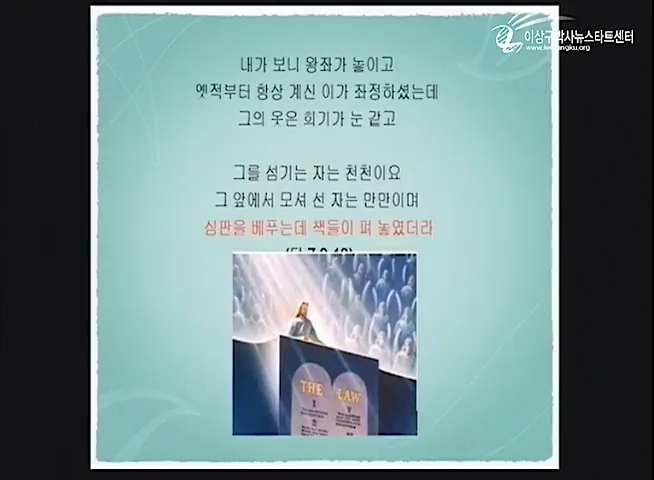 이상구박사뉴스타트센터
내가 보니 왕좌가 놓이고
옛적부터 항상 계신 이가 좌정하셨는데
그의 옷은 희기가 눈 같고
그를 섬기는 자는 천천이요
그 앞에서 모셔 선 자는 만만이며
심판을 베푸는데 책들이 펴 놓였더라
THE LAW